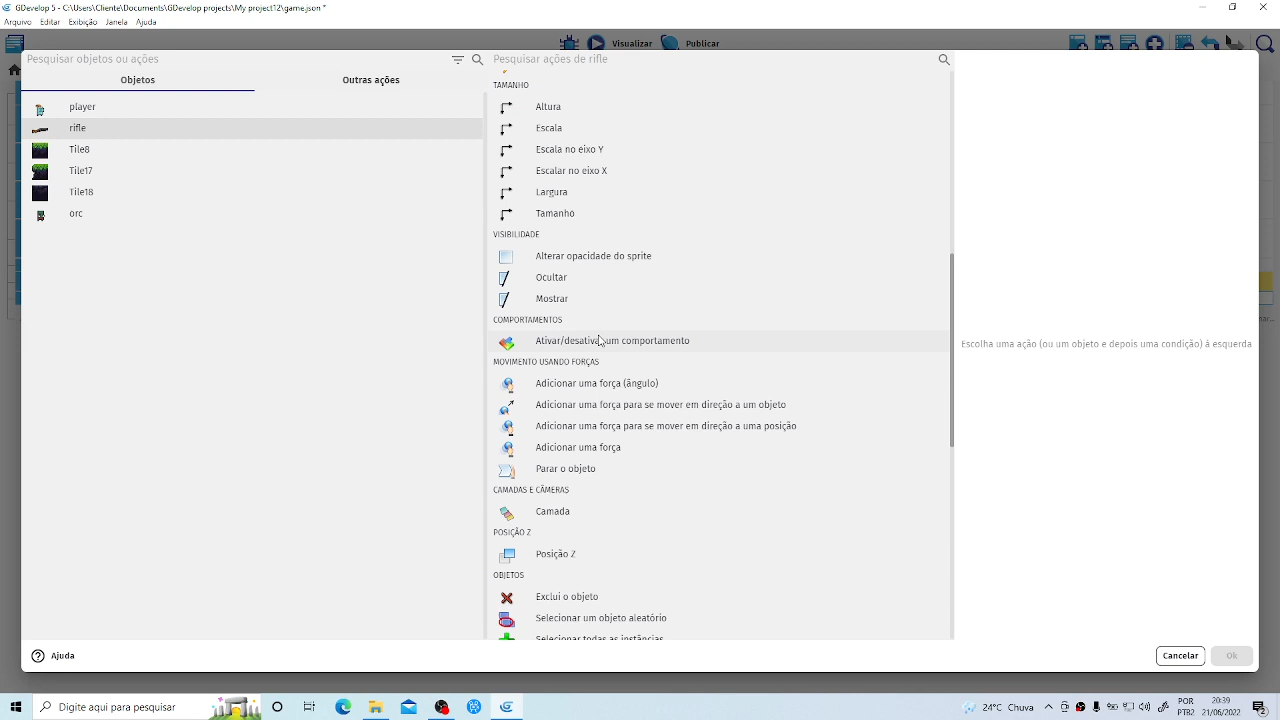 GDevelop 5 - C:\Users\Cliente\Documents\GDevelop projects\My project12\game.json *
Arquivo Editar Exibição Janela Ajuda
Visualizar Publicar
Pesquisar objetos ou ações
Pesquisar ações de rifle
Objetos
Outras ações
player
rifle
Tile8
Tile17
Tile18
orc
TAMANHO
Altura
Escala
Escala no eixo Y
Escalar no eixo X
Largura
Tamanho
VISIBILIDADE
Alterar opacidade do sprite
Ocultar
Mostrar
COMPORTAMENTOS
Ativar/desativar um comportamento
MOVIMENTO USANDO FORÇAS
Adicionar uma força (ângulo)
Adicionar uma força para se mover em direção a um objeto
Adicionar uma força para se mover em direção a uma posição
Adicionar uma força
Parar o objeto
CAMADAS E CÂMERAS
Camada
POSIÇÃO Z
Posição Z
OBJETOS
Exclui o objeto
Selecionar um objeto aleatório
Selecionar todas as instâncias
Escolha uma ação (ou um objeto e depois uma condição) á esquerda
Ajuda
Cancelar
Ok
Digite aqui para pesquisar
24°C Chuva
POR
PTB2
20:39
21/06/2022
2